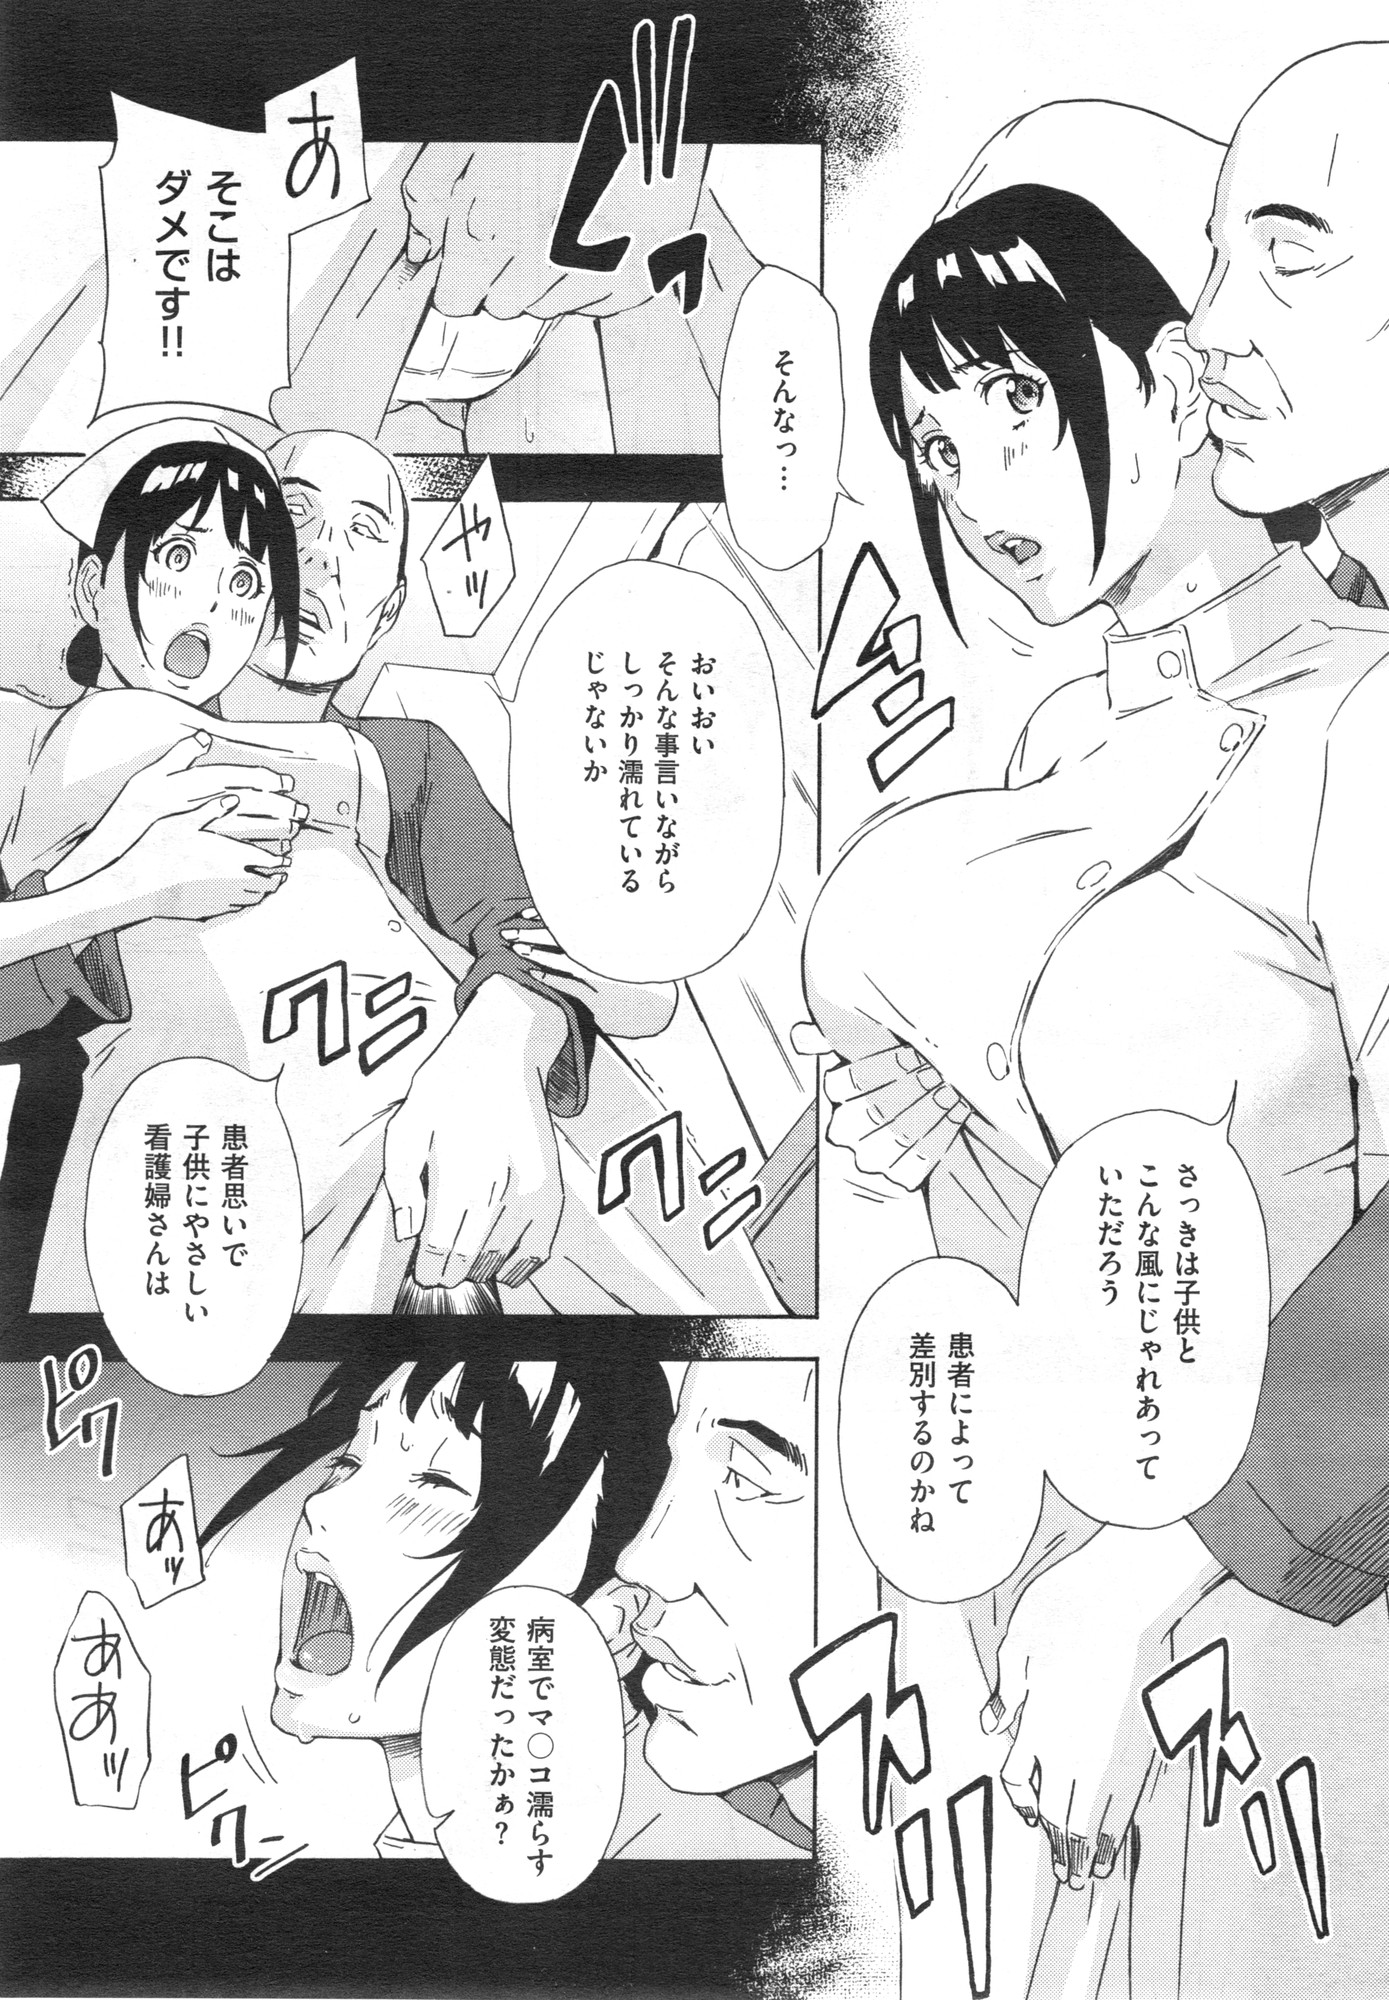 さっきは子供と
こんな風にじゃれあって
いただろう
患者によって
差別するのかね
グニ
ズリ
ズリ
そんなっ…
グッ
あ
そこは
ダメです!!
やッ
おいおい
そんな事言いながら
しっかり濡れている
じゃないか
クニ
クニ
患者思いで
子供にやさしい
看護婦さんは
病室でマ〇コ濡らす
変態だったかぁ?
ピク
あッ
ああッ
ピクン